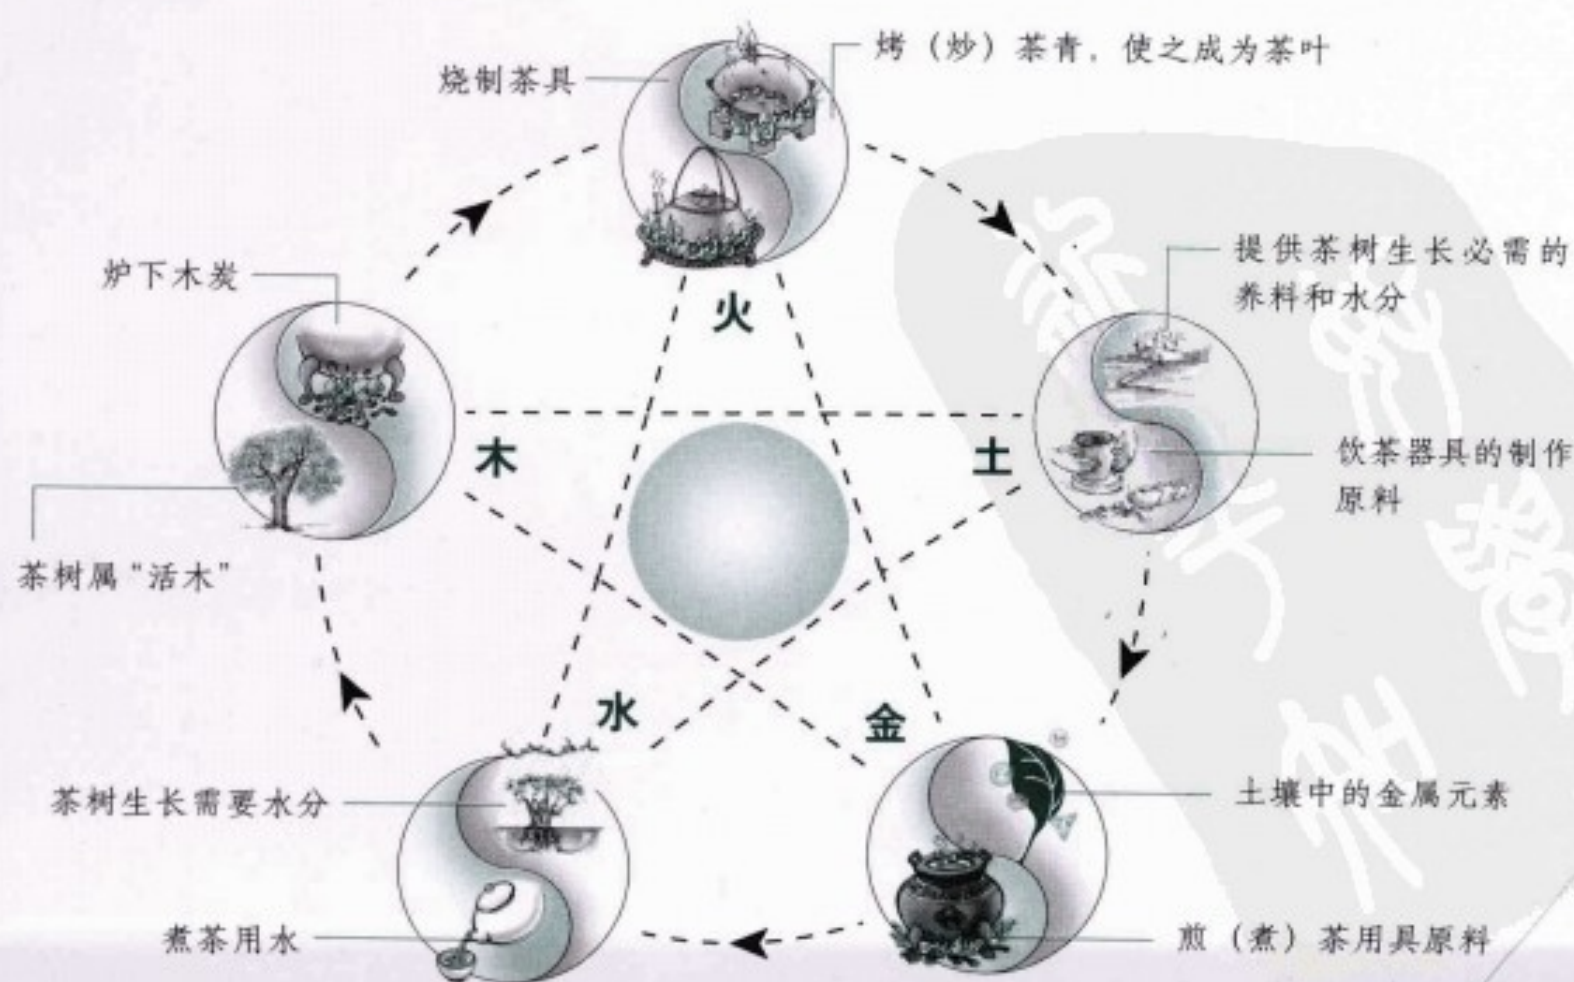 烤（炒）茶青，使之成为茶叶
烧制茶具
提供茶树生长必需的
养料和水分
炉下木炭
火
木
土
饮茶器具的制作
原料
茶树属“活木”
水
金
茶树生长需要水分
土壤中的金属元素
煮茶用水
煎（煮）茶用具原料